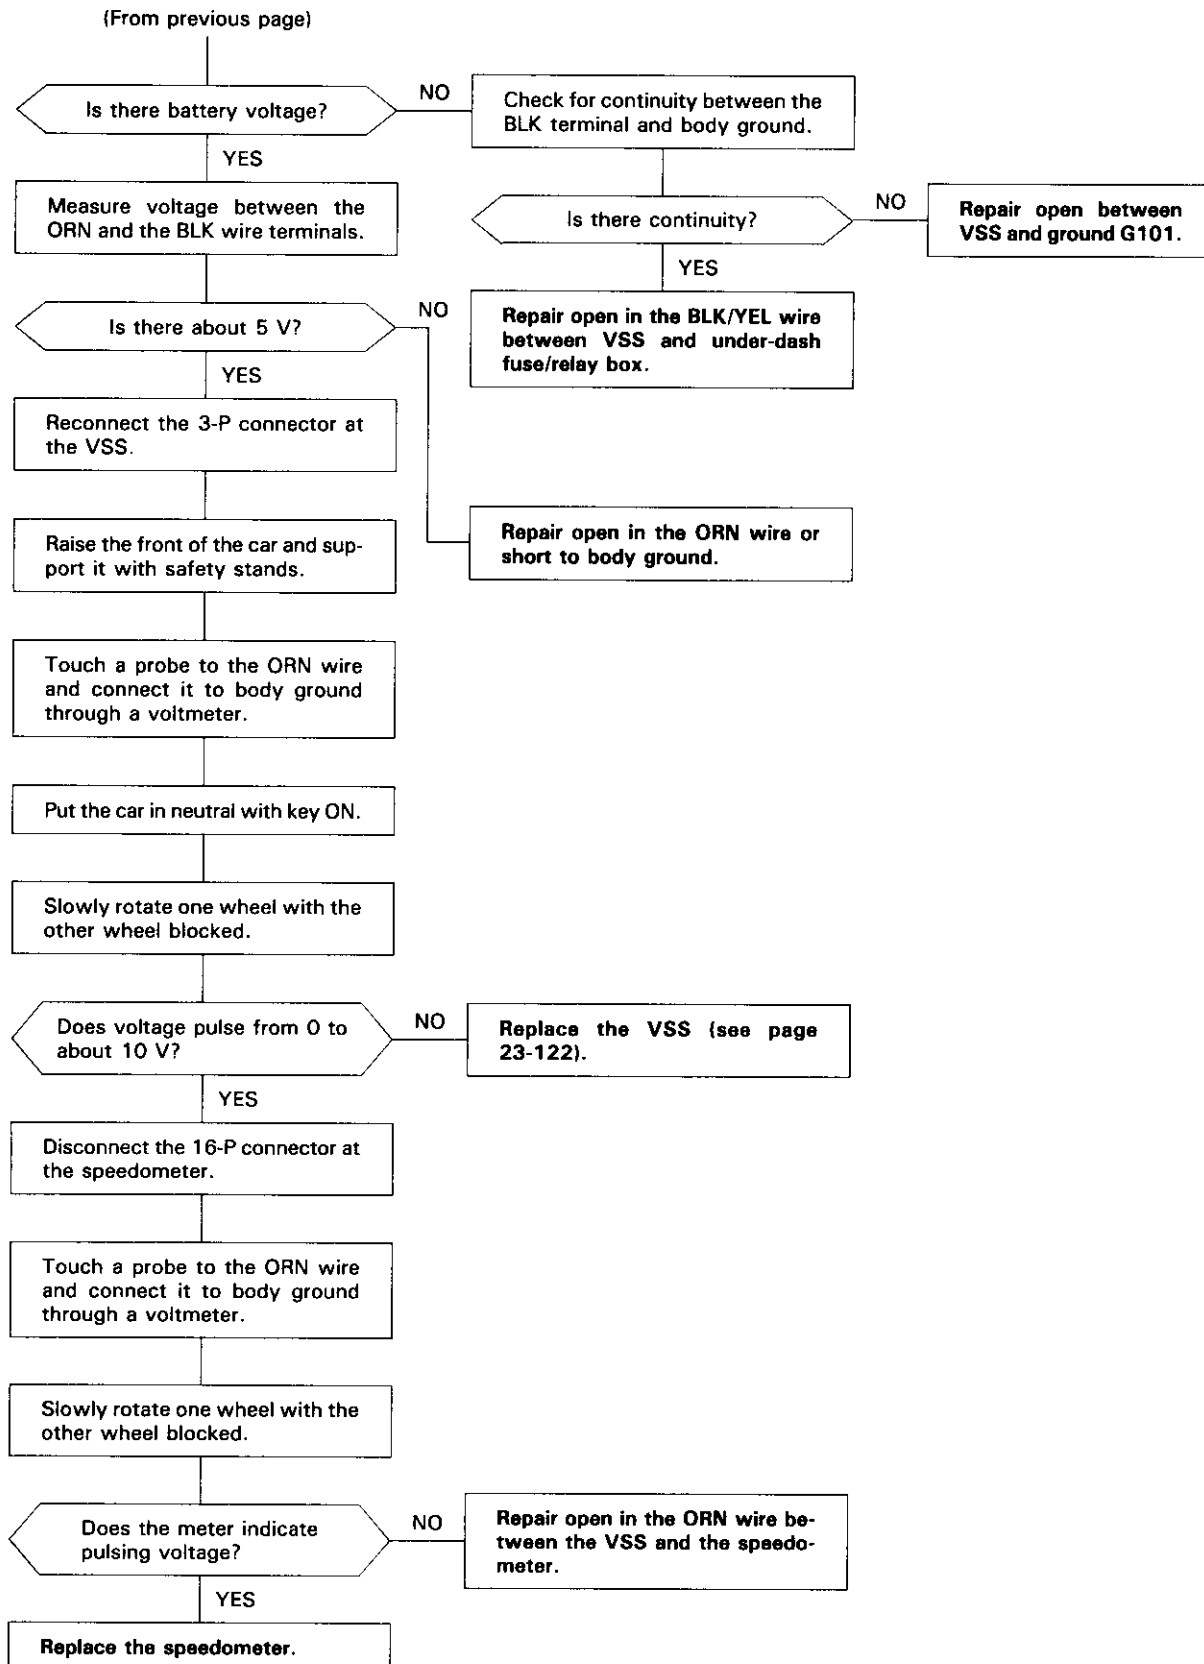 (From previous page)
Is there battery voltage?
NO
Check for continuity between the
BLK terminal and body ground.
YES
Measure voltage between the
ORN and the BLK wire terminals.
Is there continuity?
NO
Repair open between
VSS and ground G101.
YES
Is there about 5 V?
NO
Repair open in the BLK/YEL wire
between VSS and under-dash
fuse/relay box.
YES
Reconnect the 3-P connector at
the VSS.
Repair open in the ORN wire or
short to body ground.
Raise the front of the car and sup-
port it with safety stands.
Touch a probe to the ORN wire
and connect it to body ground
through a voltmeter.
Put the car in neutral with key ON.
Slowly rotate one wheel with the
other wheel blocked.
Does voltage pulse from 0 to
about 10 V?
NO
Replace the VSS (see page
23-122).
YES
Disconnect the 16-P connector at
the speedometer.
Touch a probe to the ORN wire
and connect it to body ground
through a voltmeter.
Slowly rotate one wheel with the
other wheel blocked.
Does the meter indicate
pulsing voltage?
NO
Repair open in the ORN wire be-
tween the VSS and the speedo-
meter.
YES
Replace the speedometer.